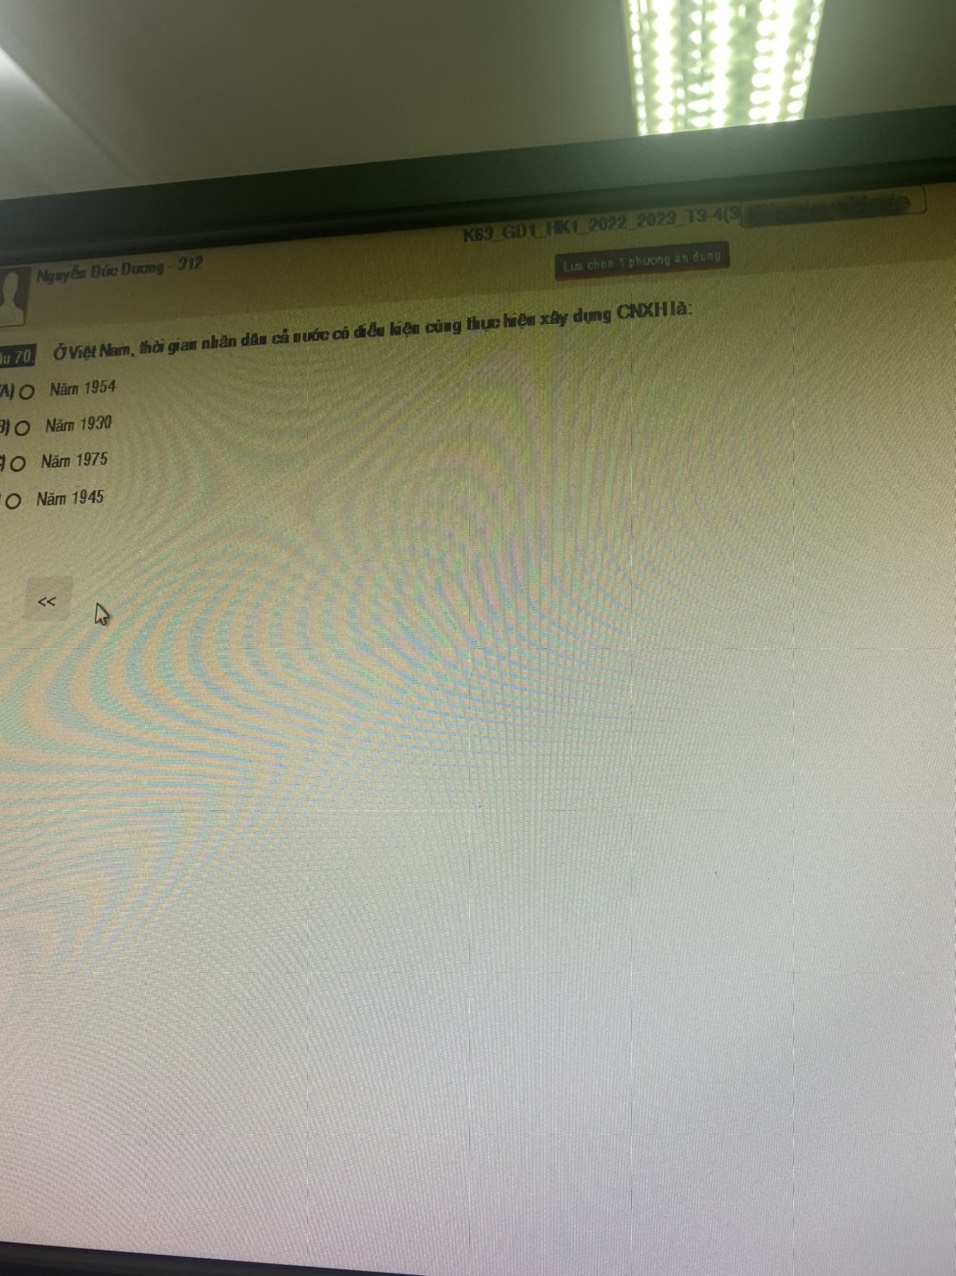 K63_GD1_HK1_2022_2023_T3-4(3
Nguyễn Đức Dương - 312
Lựa chọn 1 phương án đúng
u 70 Ở Việt Nam, thời gian nhân dân cả nước có điều kiện cùng thực hiện xây dựng CNXH là:
A) Năm 1954
B) Năm 1930
Năm 1975
Năm 1945
<<